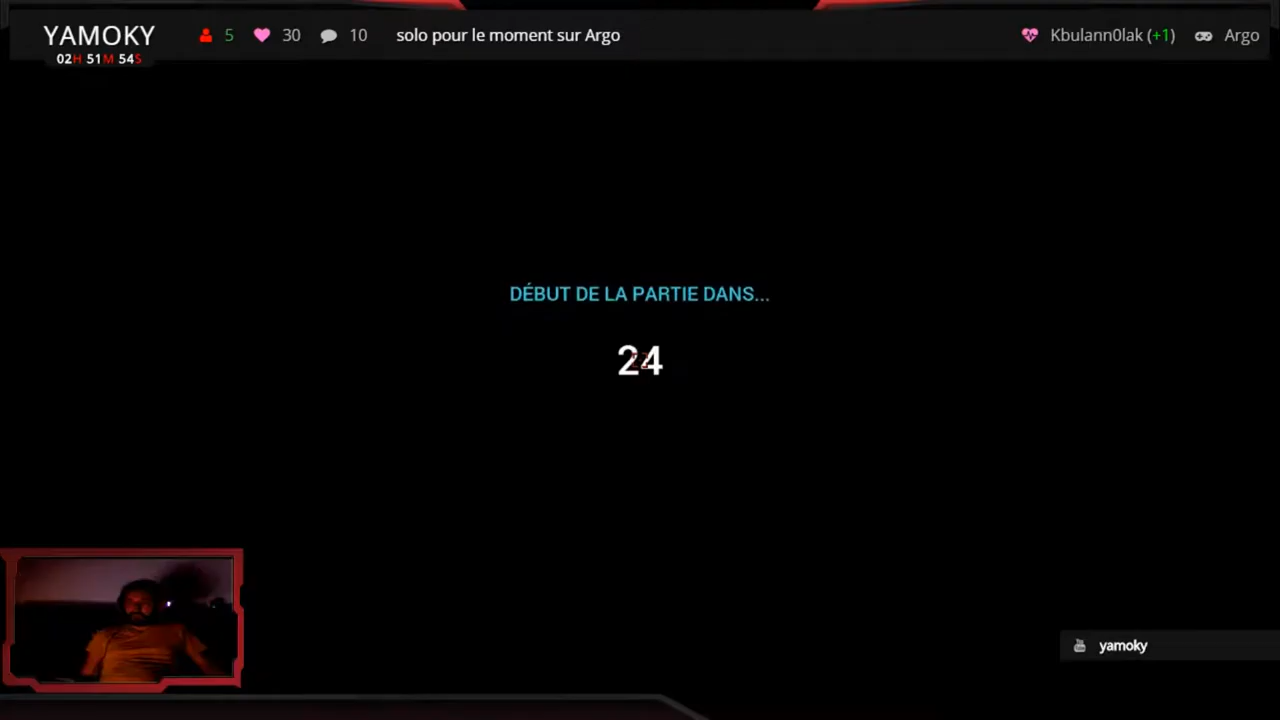 YAMOKY 5 30 10 solo pour le moment sur Argo Kbulann0lak (+1) Argo
02H 51M 54S
DÉBUT DE LA PARTIE DANS...
24
yamoky